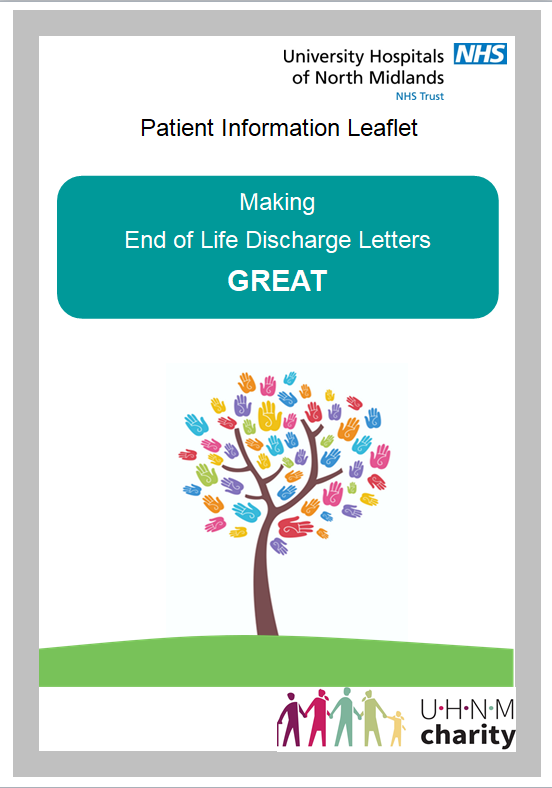 University Hospitals NHS
of North Midlands
NHS Trust
Patient Information Leaflet
Making
End of Life Discharge Letters
GREAT
U·H·N·M
charity